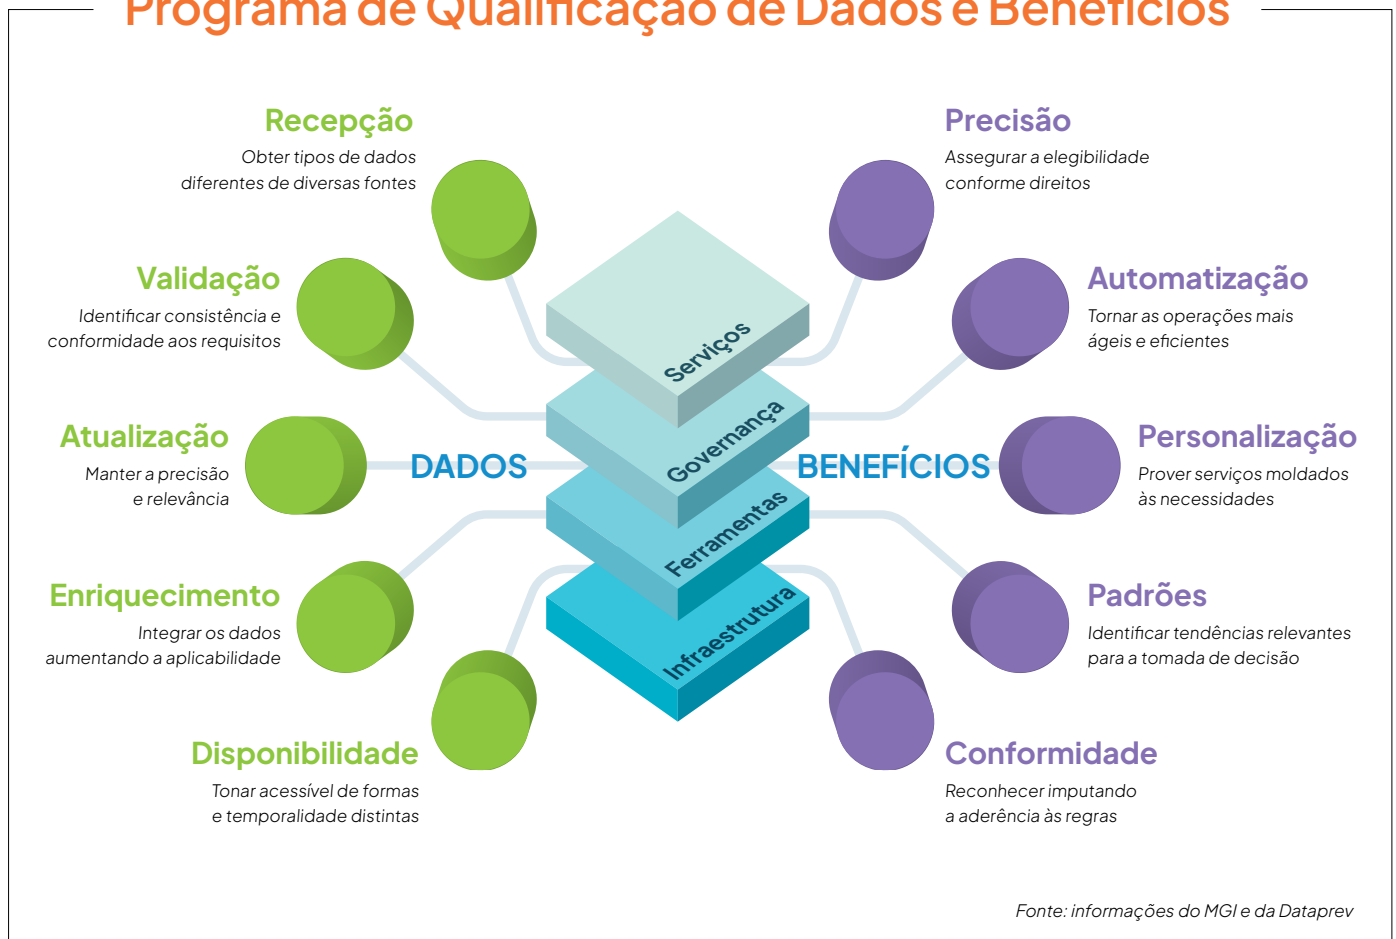 Programa de Qualificação de Dados e Benefícios
Recepção
Obter tipos de dados
diferentes de diversas fontes
Validação
Identificar consistência e
conformidade aos requisitos
Atualização
Manter a precisão
e relevância
Enriquecimento
Integrar os dados
aumentando a aplicabilidade
Disponibilidade
Tonar acessível de formas
e temporalidade distintas
DADOS
Serviços
Governança
Ferramentas
Infraestrutura
BENEFÍCIOS
Precisão
Assegurar a elegibilidade
conforme direitos
Automatização
Tornar as operações mais
ágeis e eficientes
Personalização
Prover serviços moldados
às necessidades
Padrões
Identificar tendências relevantes
para a tomada de decisão
Conformidade
Reconhecer imputando
a aderência às regras
Fonte: informações do MGI e da Dataprev